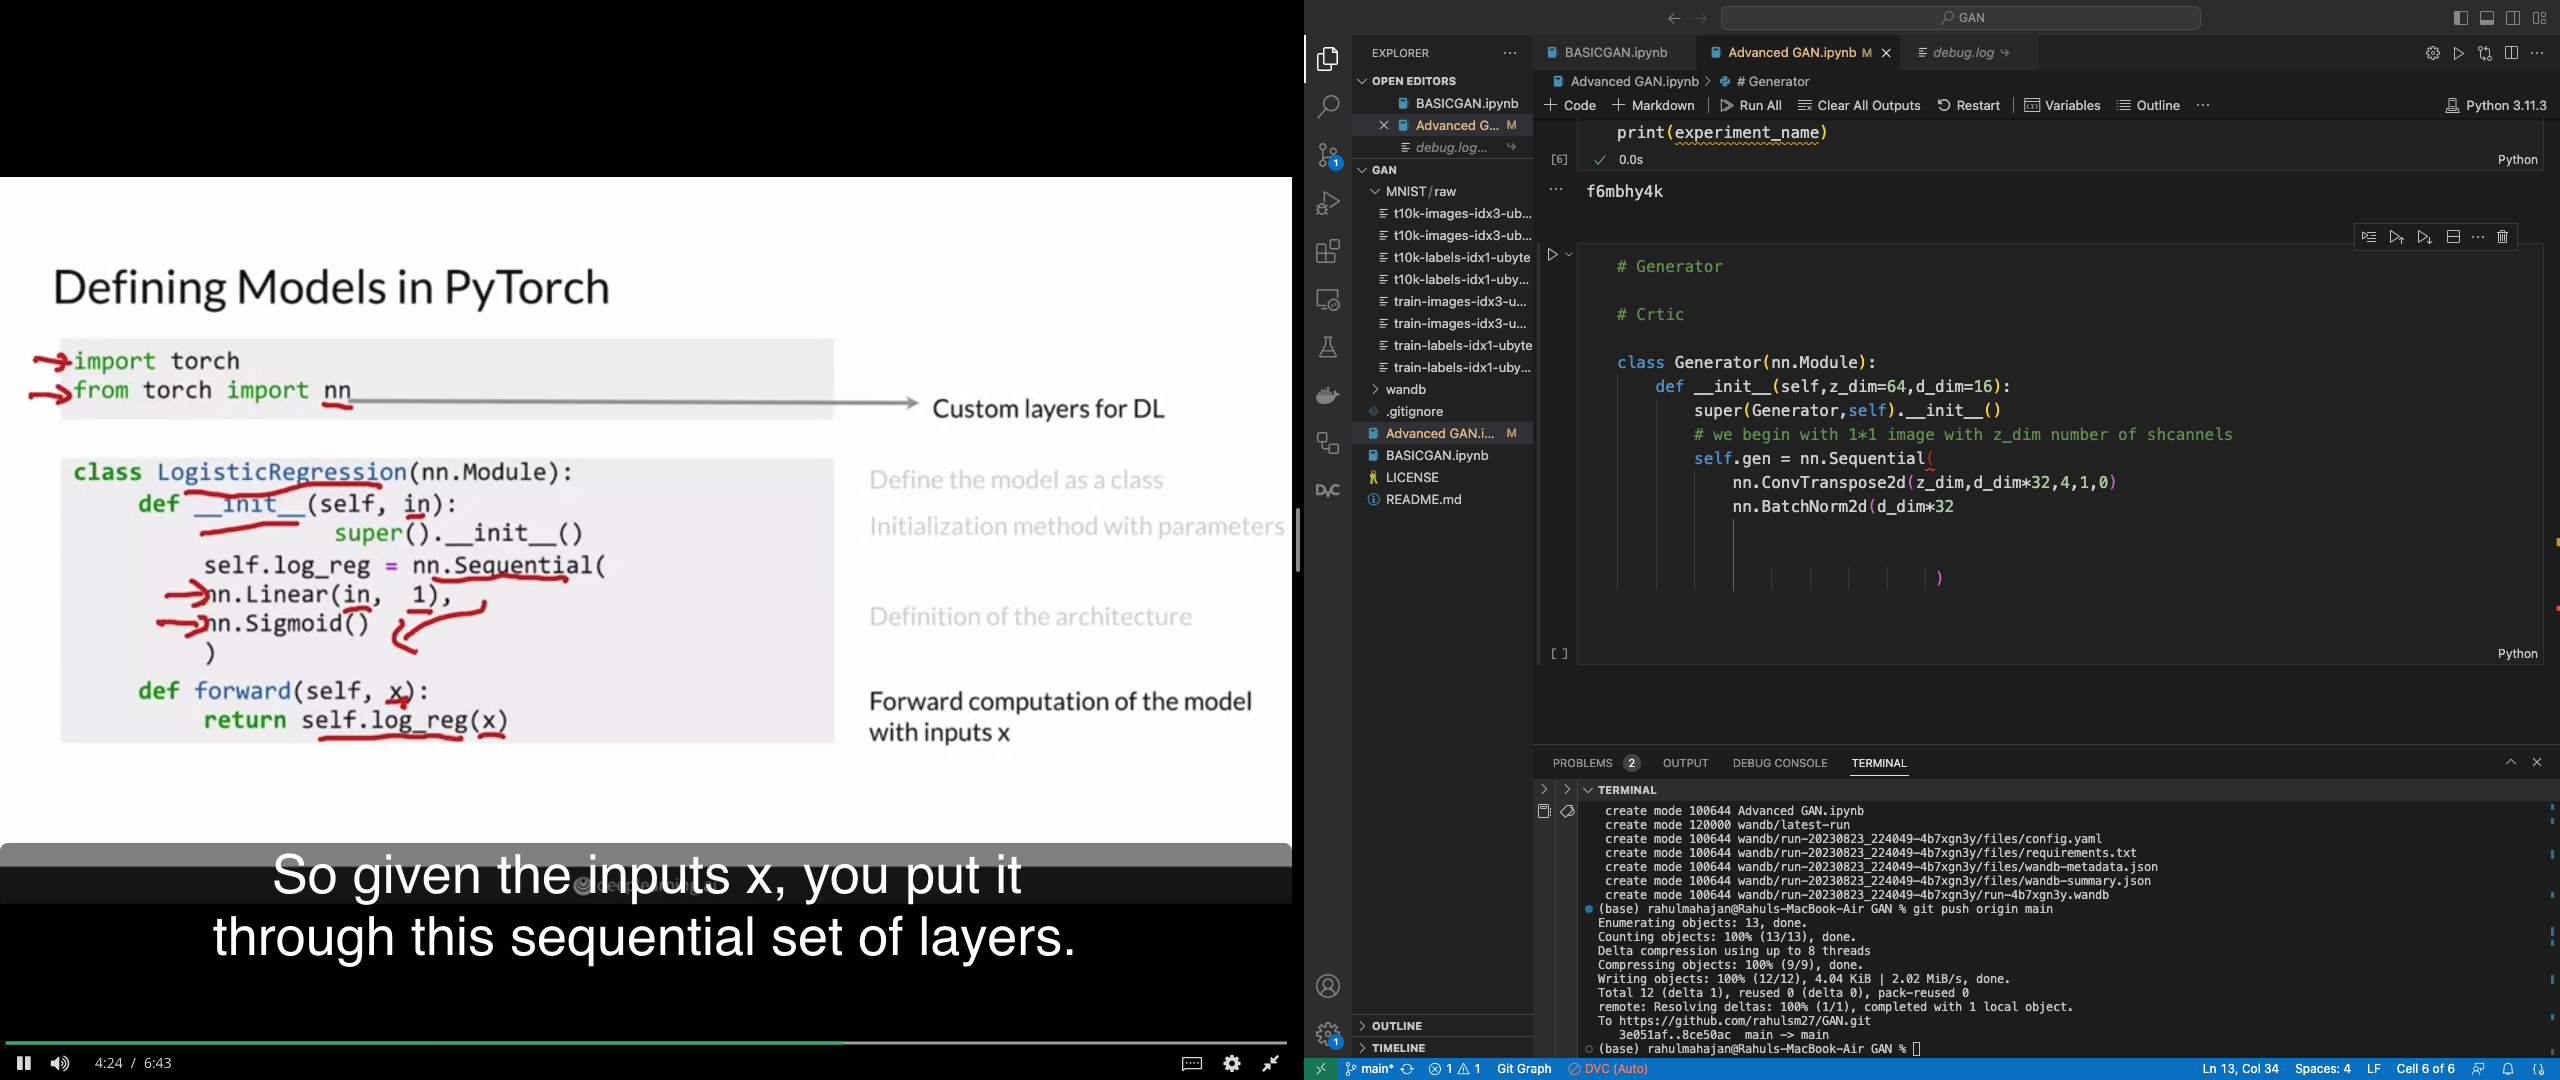 Defining Models in PyTorch
import torch
from torch import nn
Custom layers for DL
class LogisticRegression(nn.Module):
def __init__(self, in):
super().__init__()
self.log_reg = nn.Sequential(
nn.Linear(in, 1),
nn.Sigmoid()
)
def forward(self, x):
return self.log_reg(x)
Define the model as a class
Initialization method with parameters
Definition of the architecture
Forward computation of the model
with inputs x
So given the inputs x, you put it
through this sequential set of layers.
4:24 / 6:43
GAN
EXPLORER
OPEN EDITORS
BASICGAN.ipynb
Advanced G... M
debug.log...
GAN
MNIST/raw
t10k-images-idx3-ub...
t10k-images-idx3-ub...
t10k-labels-idx1-ubyte
t10k-labels-idx1-uby...
train-images-idx3-u...
train-images-idx3-u...
train-labels-idx1-ubyte
train-labels-idx1-uby...
wandb
.gitignore
Advanced GAN.i... M
BASICGAN.ipynb
LICENSE
README.md
OUTLINE
TIMELINE
BASICGAN.ipynb
Advanced GAN.ipynb M
debug.log
Advanced GAN.ipynb > # Generator
Code Markdown Run All Clear All Outputs Restart Variables Outline ... Python 3.11.3
print(experiment_name)
[6] 0.0s Python
f6mbhy4k
# Generator
# Crtic
class Generator(nn.Module):
def __init__(self,z_dim=64,d_dim=16):
super(Generator,self).__init__()
# we begin with 1*1 image with z_dim number of shcannels
self.gen = nn.Sequential(
nn.ConvTranspose2d(z_dim,d_dim*32,4,1,0)
nn.BatchNorm2d(d_dim*32
)
[ ] Python
PROBLEMS 2 OUTPUT DEBUG CONSOLE TERMINAL
TERMINAL
create mode 100644 Advanced GAN.ipynb
create mode 120000 wandb/latest-run
create mode 100644 wandb/run-20230823_224049-4b7xgn3y/files/config.yaml
create mode 100644 wandb/run-20230823_224049-4b7xgn3y/files/requirements.txt
create mode 100644 wandb/run-20230823_224049-4b7xgn3y/files/wandb-metadata.json
create mode 100644 wandb/run-20230823_224049-4b7xgn3y/files/wandb-summary.json
create mode 100644 wandb/run-20230823_224049-4b7xgn3y/run-4b7xgn3y.wandb
(base) rahulmahajan@Rahuls-MacBook-Air GAN % git push origin main
Enumerating objects: 13, done.
Counting objects: 100% (13/13), done.
Delta compression using up to 8 threads
Compressing objects: 100% (9/9), done.
Writing objects: 100% (12/12), 4.04 KiB | 2.02 MiB/s, done.
Total 12 (delta 1), reused 0 (delta 0), pack-reused 0
remote: Resolving deltas: 100% (1/1), completed with 1 local object.
To https://github.com/rahulsm27/GAN.git
3e051af..8ce50ac main -> main
(base) rahulmahajan@Rahuls-MacBook-Air GAN %
main* 1 1 Git Graph DVC (Auto) Ln 13, Col 34 Spaces: 4 LF Cell 6 of 6